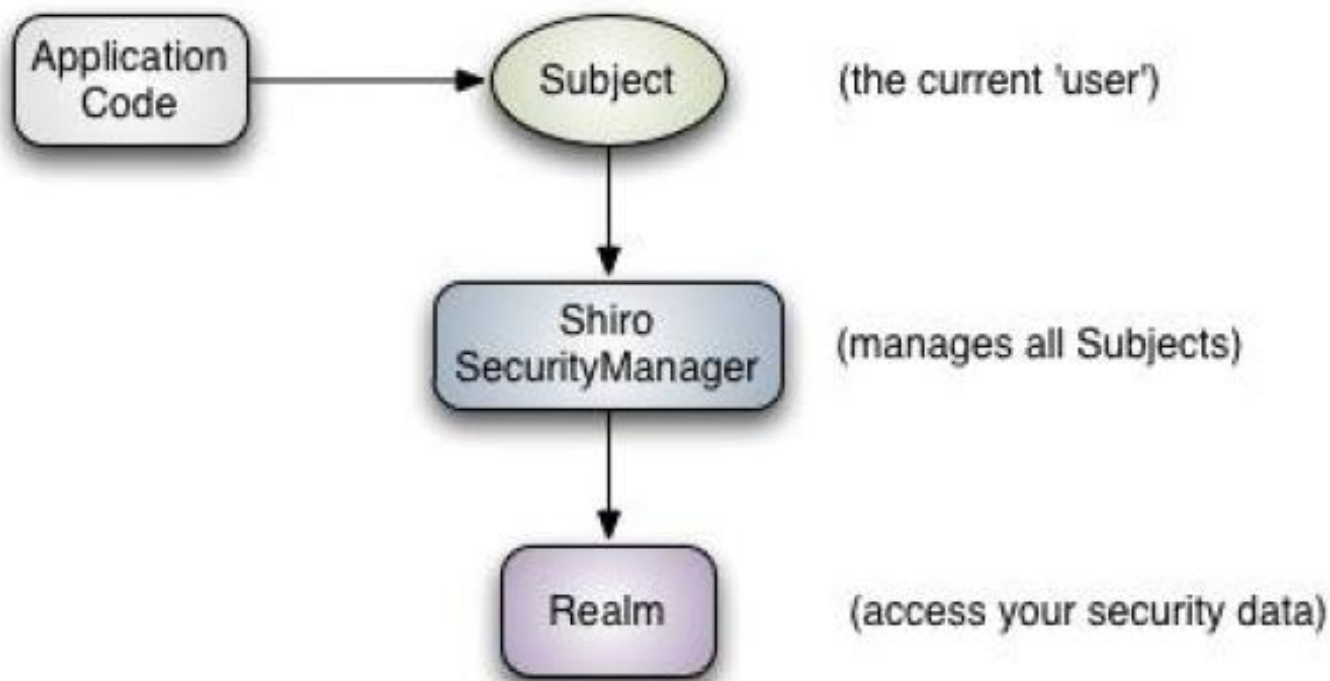 Application
Code
Subject
(the current 'user')
Shiro
SecurityManager
(manages all Subjects)
Realm
(access your security data)